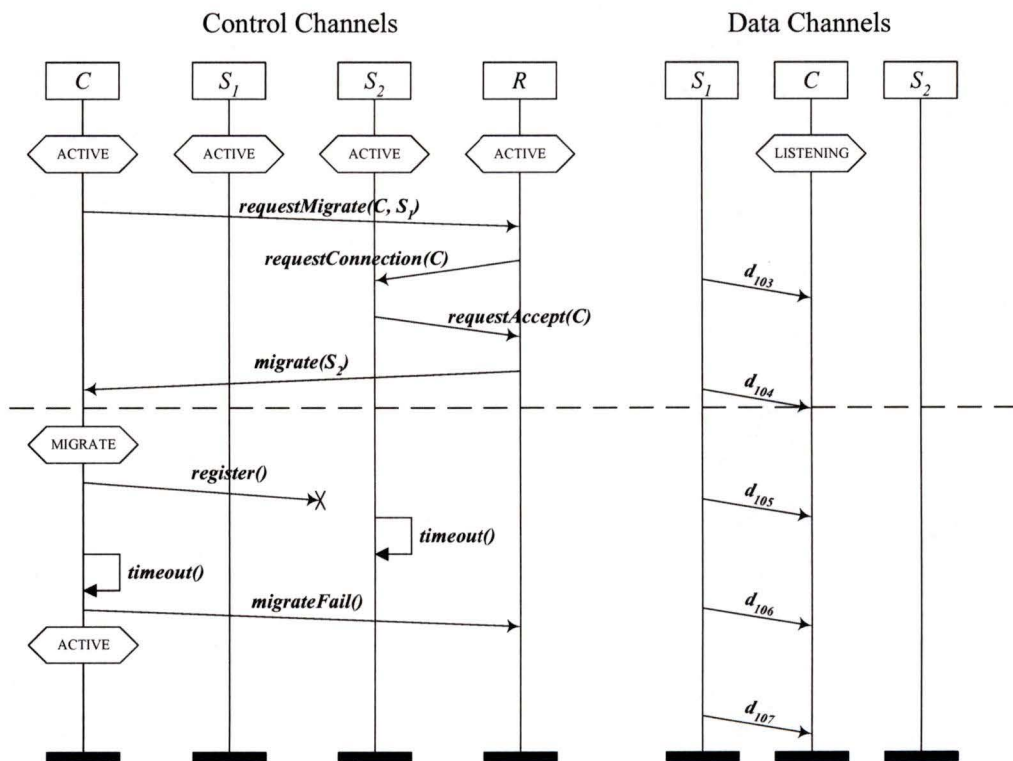 Control Channels Data Channels
C S₁ S₂ R S₁ C S₂
ACTIVE ACTIVE ACTIVE ACTIVE LISTENING
requestMigrate(C, S₁)
requestConnection(C)
d₁₀₃
requestAccept(C)
migrate(S₂)
d₁₀₄
MIGRATE
register()
d₁₀₅
timeout()
timeout()
migrateFail()
d₁₀₆
ACTIVE
d₁₀₇